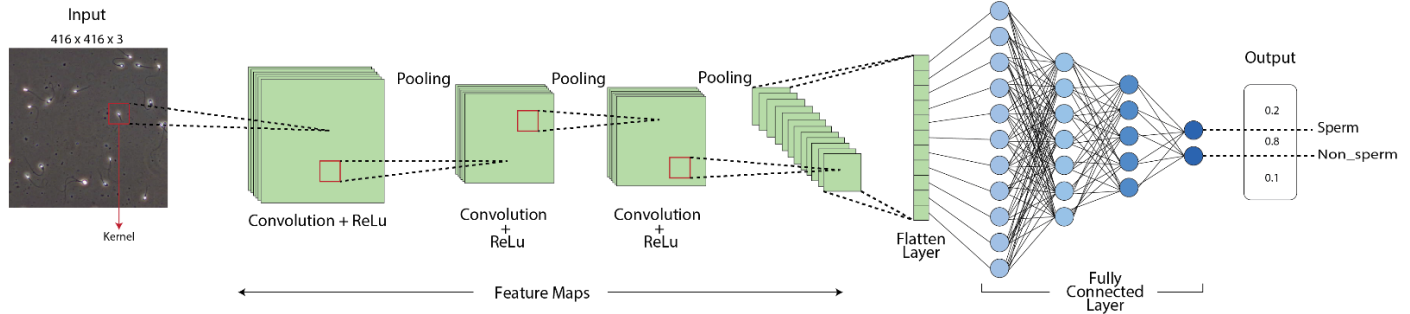 Input
416 x 416 x 3
Kernel
Convolution + ReLu
Pooling
Convolution
+
ReLu
Pooling
Convolution
+
ReLu
Pooling
Feature Maps
Flatten
Layer
Fully
Connected
Layer
Output
0.2
0.8
0.1
Sperm
Non_sperm